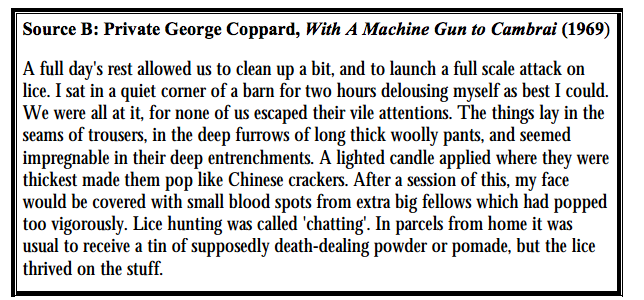 Source B: Private George Coppard, With A Machine Gun to Cambrai (1969)
A full day's rest allowed us to clean up a bit, and to launch a full scale attack on
lice. I sat in a quiet corner of a barn for two hours delousing myself as best I could.
We were all at it, for none of us escaped their vile attentions. The things lay in the
seams of trousers, in the deep furrows of long thick woolly pants, and seemed
impregnable in their deep entrenchments. A lighted candle applied where they were
thickest made them pop like Chinese crackers. After a session of this, my face
would be covered with small blood spots from extra big fellows which had popped
too vigorously. Lice hunting was called 'chatting'. In parcels from home it was
usual to receive a tin of supposedly death-dealing powder or pomade, but the lice
thrived on the stuff.